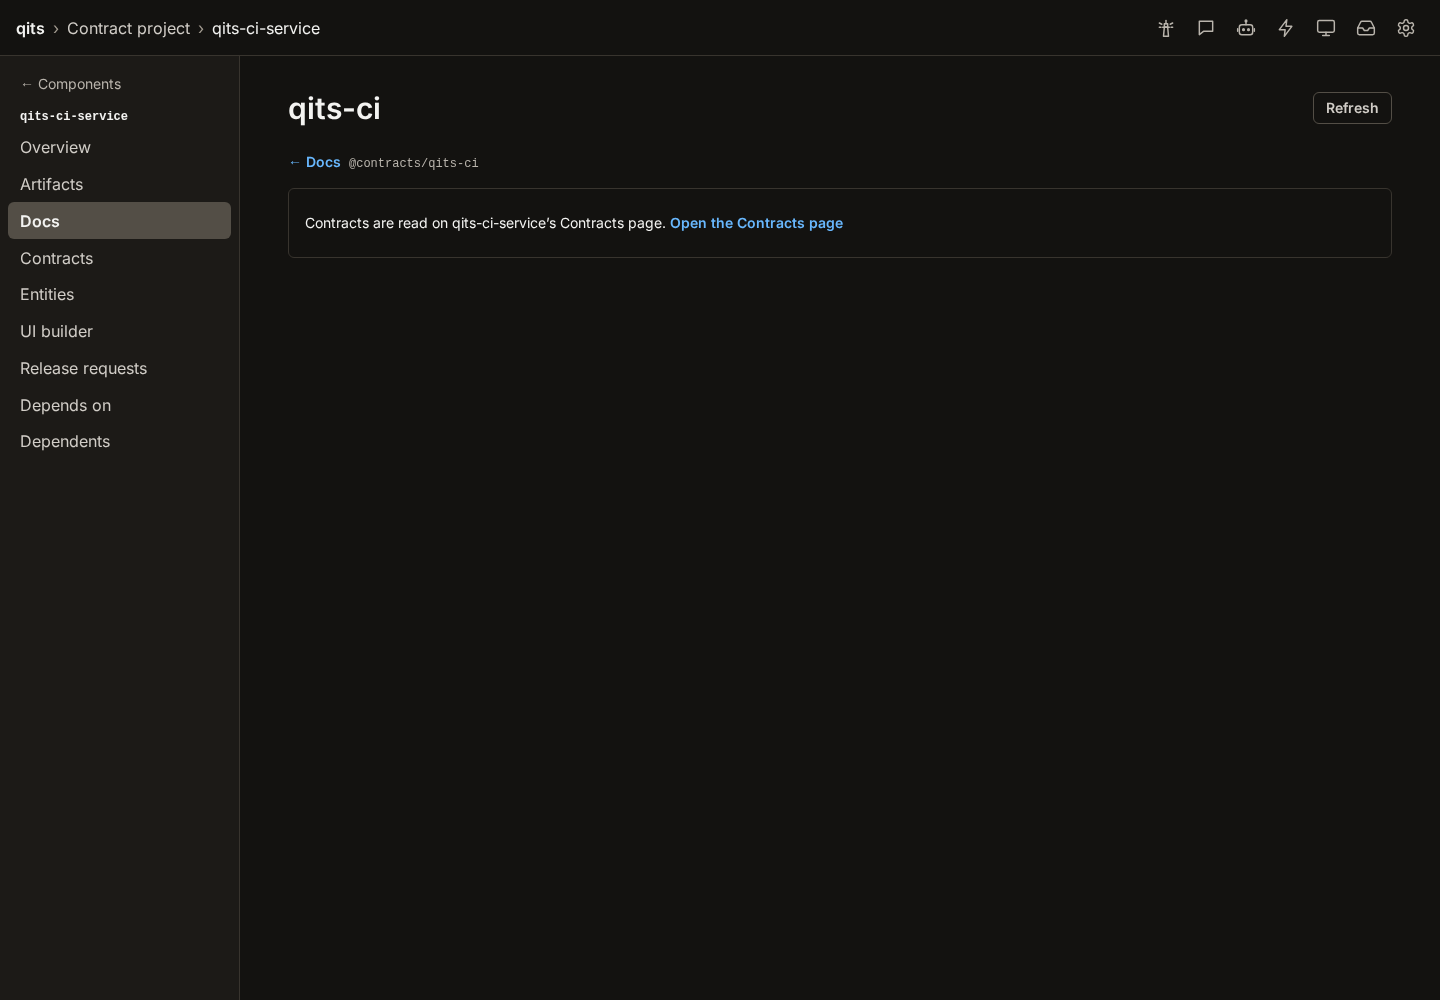 qits › Contract project › qits-ci-service
← Components
qits-ci-service
Overview
Artifacts
Docs
Contracts
Entities
UI builder
Release requests
Depends on
Dependents
qits-ci
Refresh
← Docs @contracts/qits-ci
Contracts are read on qits-ci-service’s Contracts page. Open the Contracts page